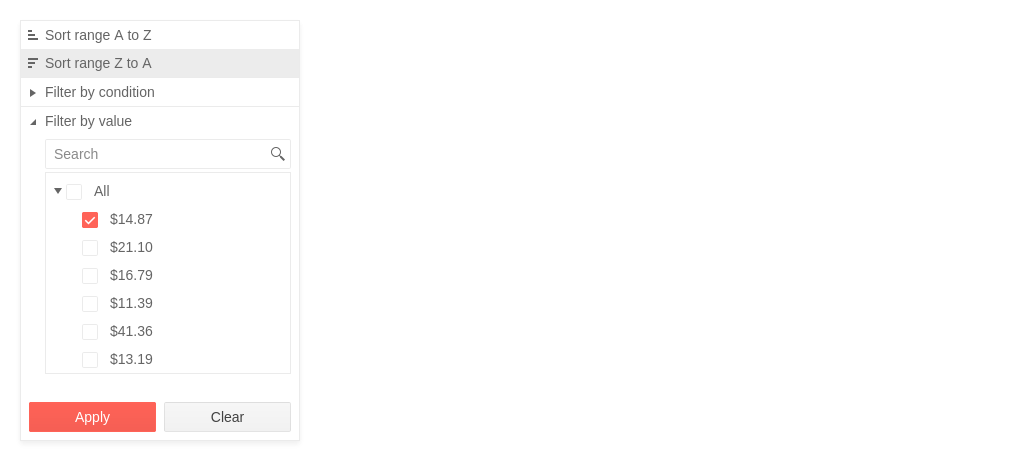 Sort range A to Z
Sort range Z to A
Filter by condition
Filter by value
Search
All
$14.87
$21.10
$16.79
$11.39
$41.36
$13.19
Apply Clear